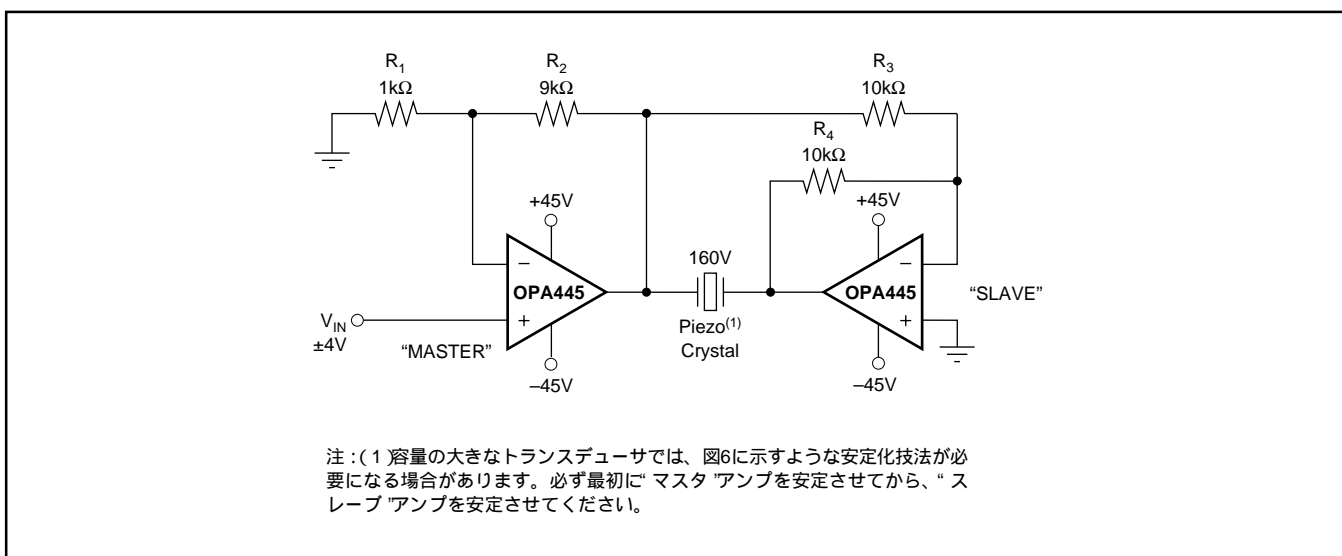 R1
1kΩ
R2
9kΩ
R3
10kΩ
R4
10kΩ
+45V
+45V
160V
−
OPA445
+
−
OPA445
+
"SLAVE"
VIN
±4V
"MASTER"
Piezo(1)
Crystal
–45V
–45V
注:(1)容量の大きなトランスデューサでは、図6に示すような安定化技法が必
要になる場合があります。必ず最初に“マスタ”アンプを安定させてから、“ス
レーブ”アンプを安定させてください。